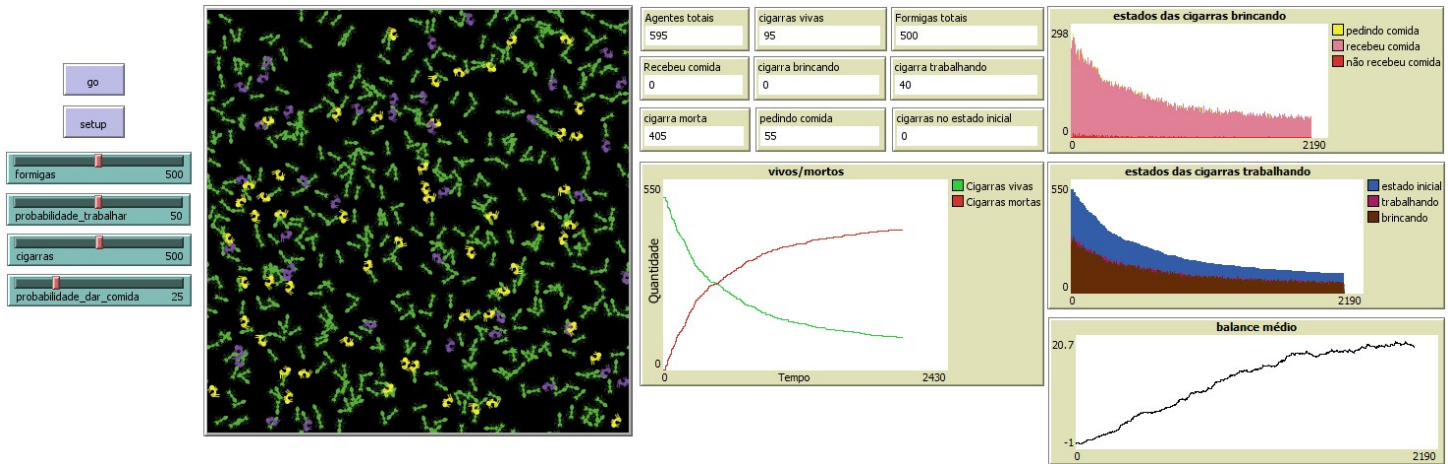 go
setup
formigas 500
probabilidade_trabalhar 50
cigarras 500
probabilidade_dar_comida 25
Agentes totais
595
cigarras vivas
95
Formigas totais
500
Recebeu comida
0
cigarra brincando
0
cigarra trabalhando
40
cigarra morta
405
pedindo comida
55
cigarras no estado inicial
0
vivos/mortos
550
Quantidade
0
0
Tempo
2430
Cigarras vivas
Cigarras mortas
estados das cigarras brincando
298
0
0
2190
pedindo comida
recebeu comida
não recebeu comida
estados das cigarras trabalhando
550
0
0
2190
estado inicial
trabalhando
brincando
balance médio
20.7
-1
0
2190